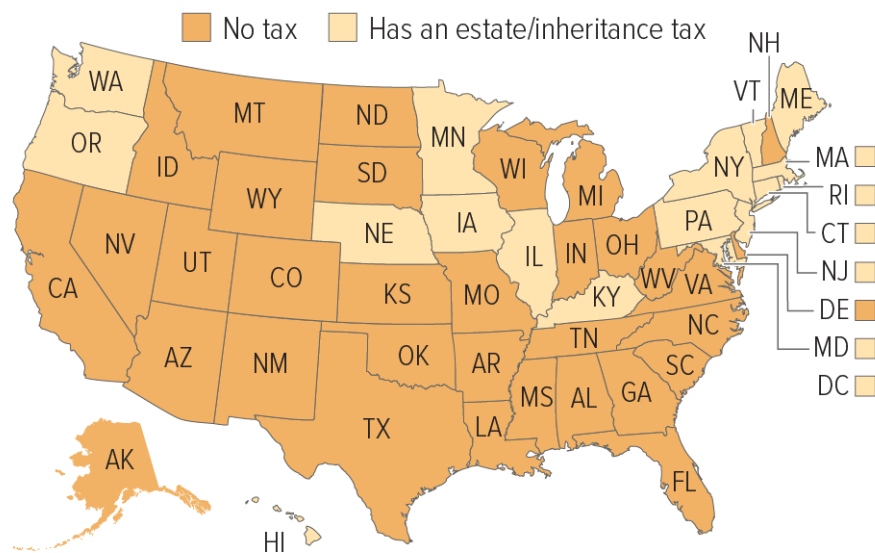 No tax
Has an estate/inheritance tax
NH
WA
VT
ME
MT
ND
MN
OR
ID
WI
NY
MA
SD
MI
RI
WY
IA
PA
CT
NE
NV
IL
IN
OH
NJ
UT
CO
WV
VA
CA
KS
MO
KY
DE
NC
TN
MD
AZ
NM
OK
AR
SC
DC
MS
AL
GA
TX
LA
AK
FL
HI